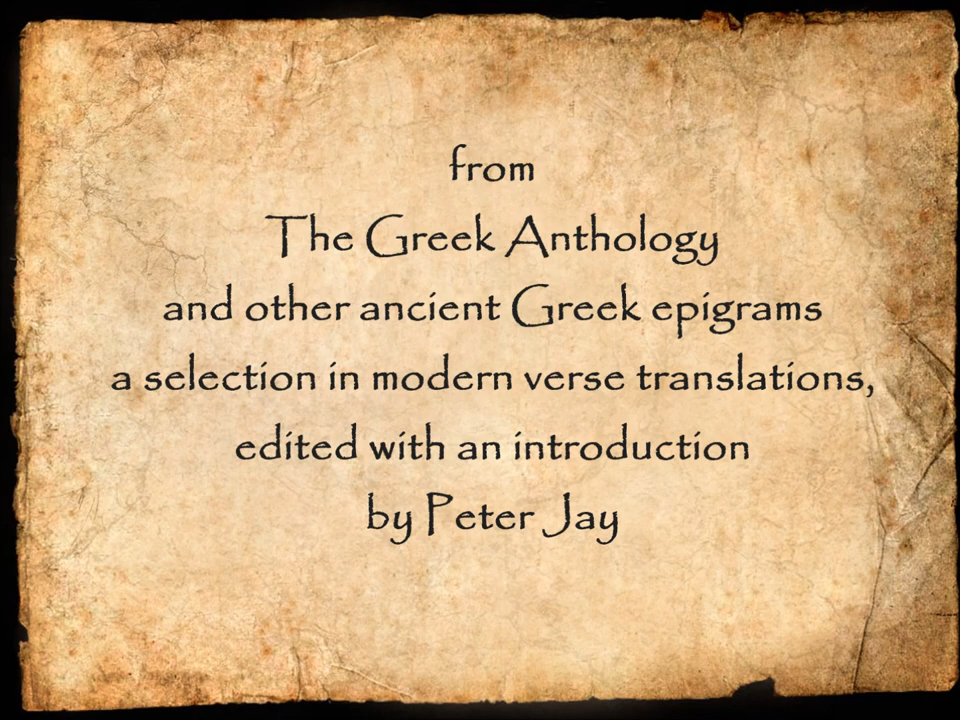 from
The Greek Anthology
and other ancient Greek epigrams
a selection in modern verse translations,
edited with an introduction
by Peter Jay